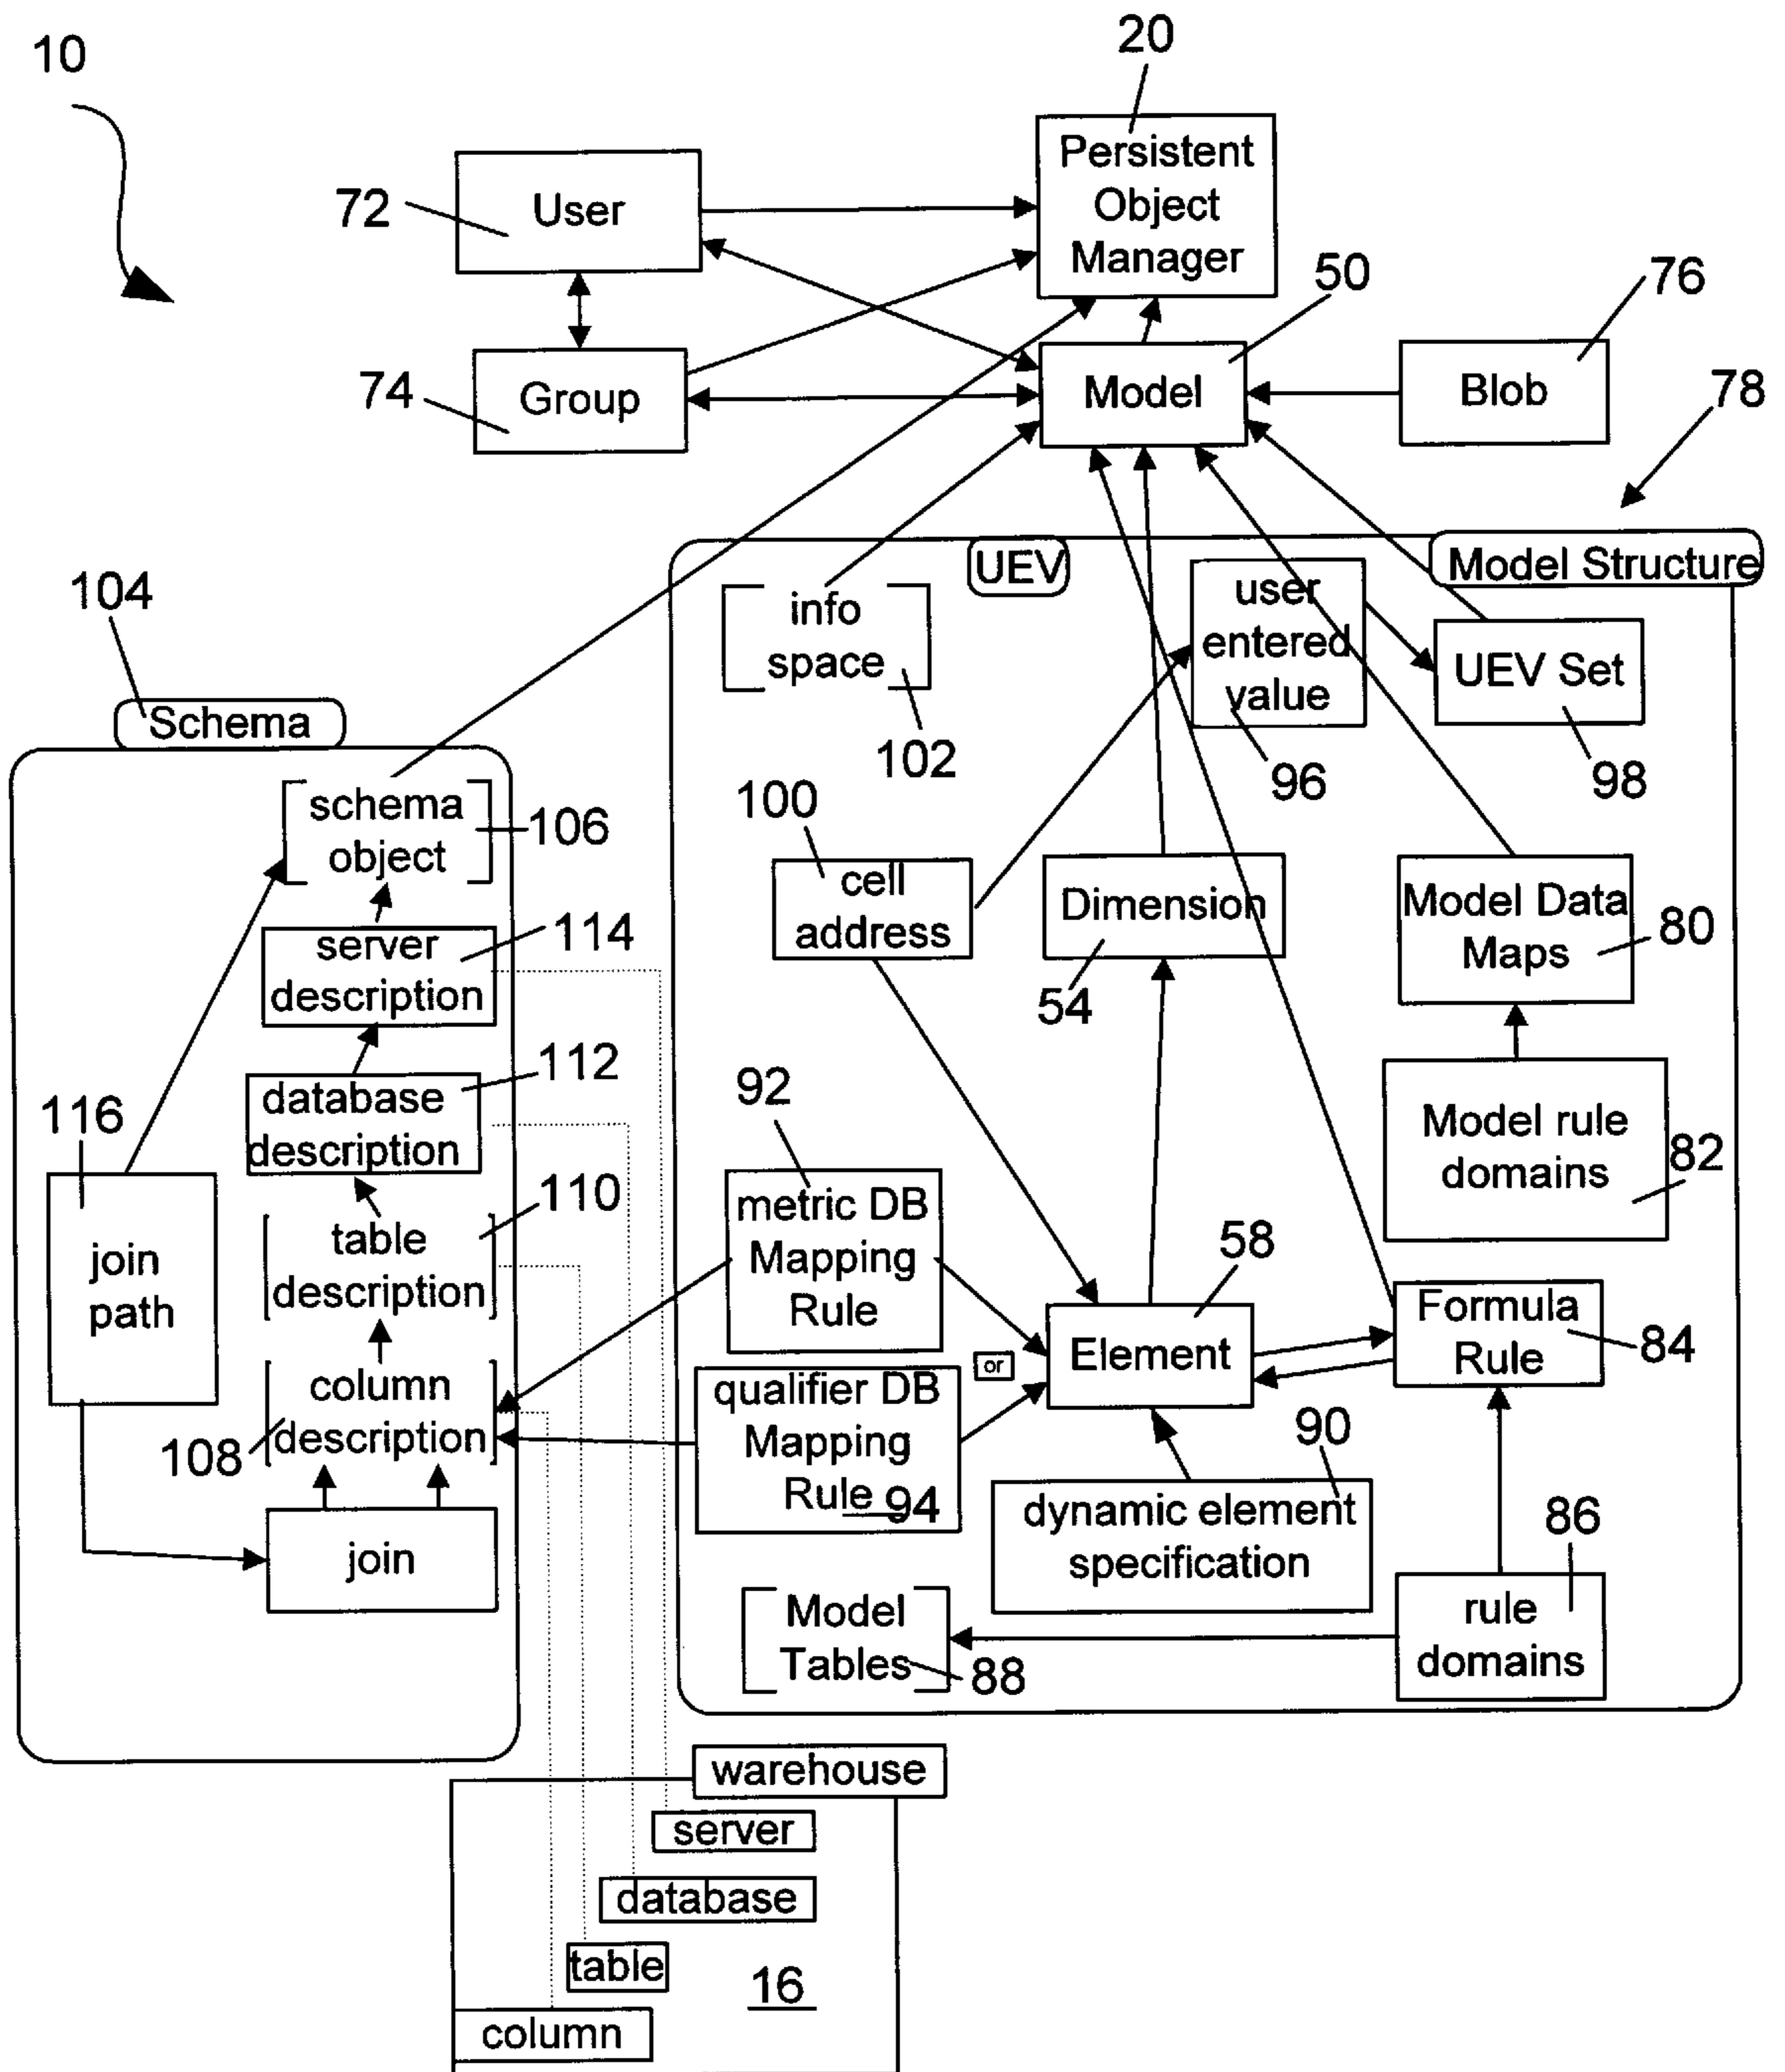 10
20
Persistent
Object
Manager
72
User
50
76
74
Group
Model
Blob
78
UEV
Model Structure
104
info
space
user
entered
value
UEV Set
Schema
102
96
98
schema
object
106
100
cell
address
Dimension
Model Data
Maps
80
server
description
114
54
112
database
description
92
Model rule
domains
82
116
110
metric DB
Mapping
Rule
table
description
58
join
path
Element
Formula
Rule
84
or
column
description
108
qualifier DB
Mapping
Rule
94
90
dynamic element
specification
86
join
Model
Tables
88
rule
domains
warehouse
server
database
table
16
column